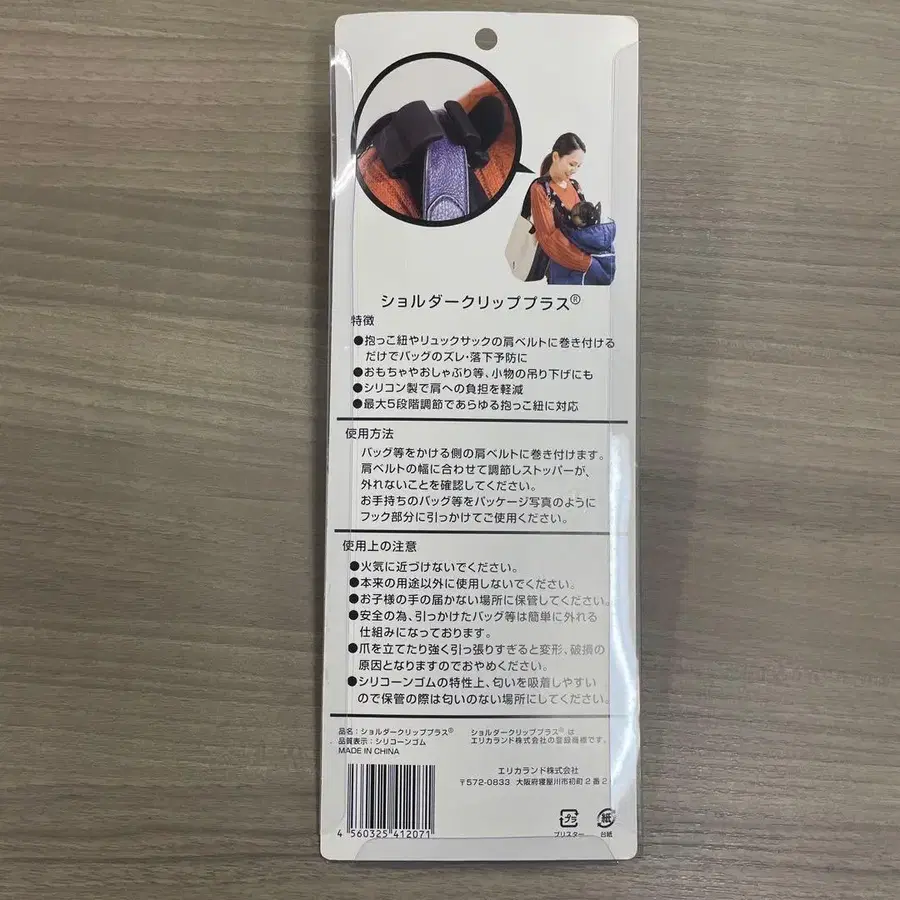 ショルダークリッププラス®
特徴
●抱っこ紐やリュックサックの肩ベルトに巻き付ける
だけでバッグのズレ・落下予防に
●おもちゃやおしゃぶり等、小物の吊り下げにも
●シリコン製で肩への負担を軽減
●最大5段階調節であらゆる抱っこ紐に対応
使用方法
バッグ等をかける側の肩ベルトに巻き付けます。
肩ベルトの幅に合わせて調節しストッパーが、
外れないことを確認してください。
お手持ちのバッグ等をパッケージ写真のように
フック部分に引っかけてご使用ください。
使用上の注意
●火気に近づけないでください。
●本来の用途以外に使用しないでください。
●お子様の手の届かない場所に保管してください。
●安全の為、引っかけたバッグ等は簡単に外れる
仕組みになっております。
●爪を立てたり強く引っ張りすぎると変形、破損の
原因となりますのでおやめください。
●シリコーンゴムの特性上、匂いを吸着しやすい
ので保管の際は匂いのない場所にしてください。
品名：ショルダークリッププラス®
品質表示：シリコーンゴム
MADE IN CHINA
ショルダークリッププラス® は
エリカランド株式会社の登録商標です。
エリカランド株式会社
〒572-0833 大阪府寝屋川市初町2番2
4 560325 412071
プラ
ブリスター
紙
台紙